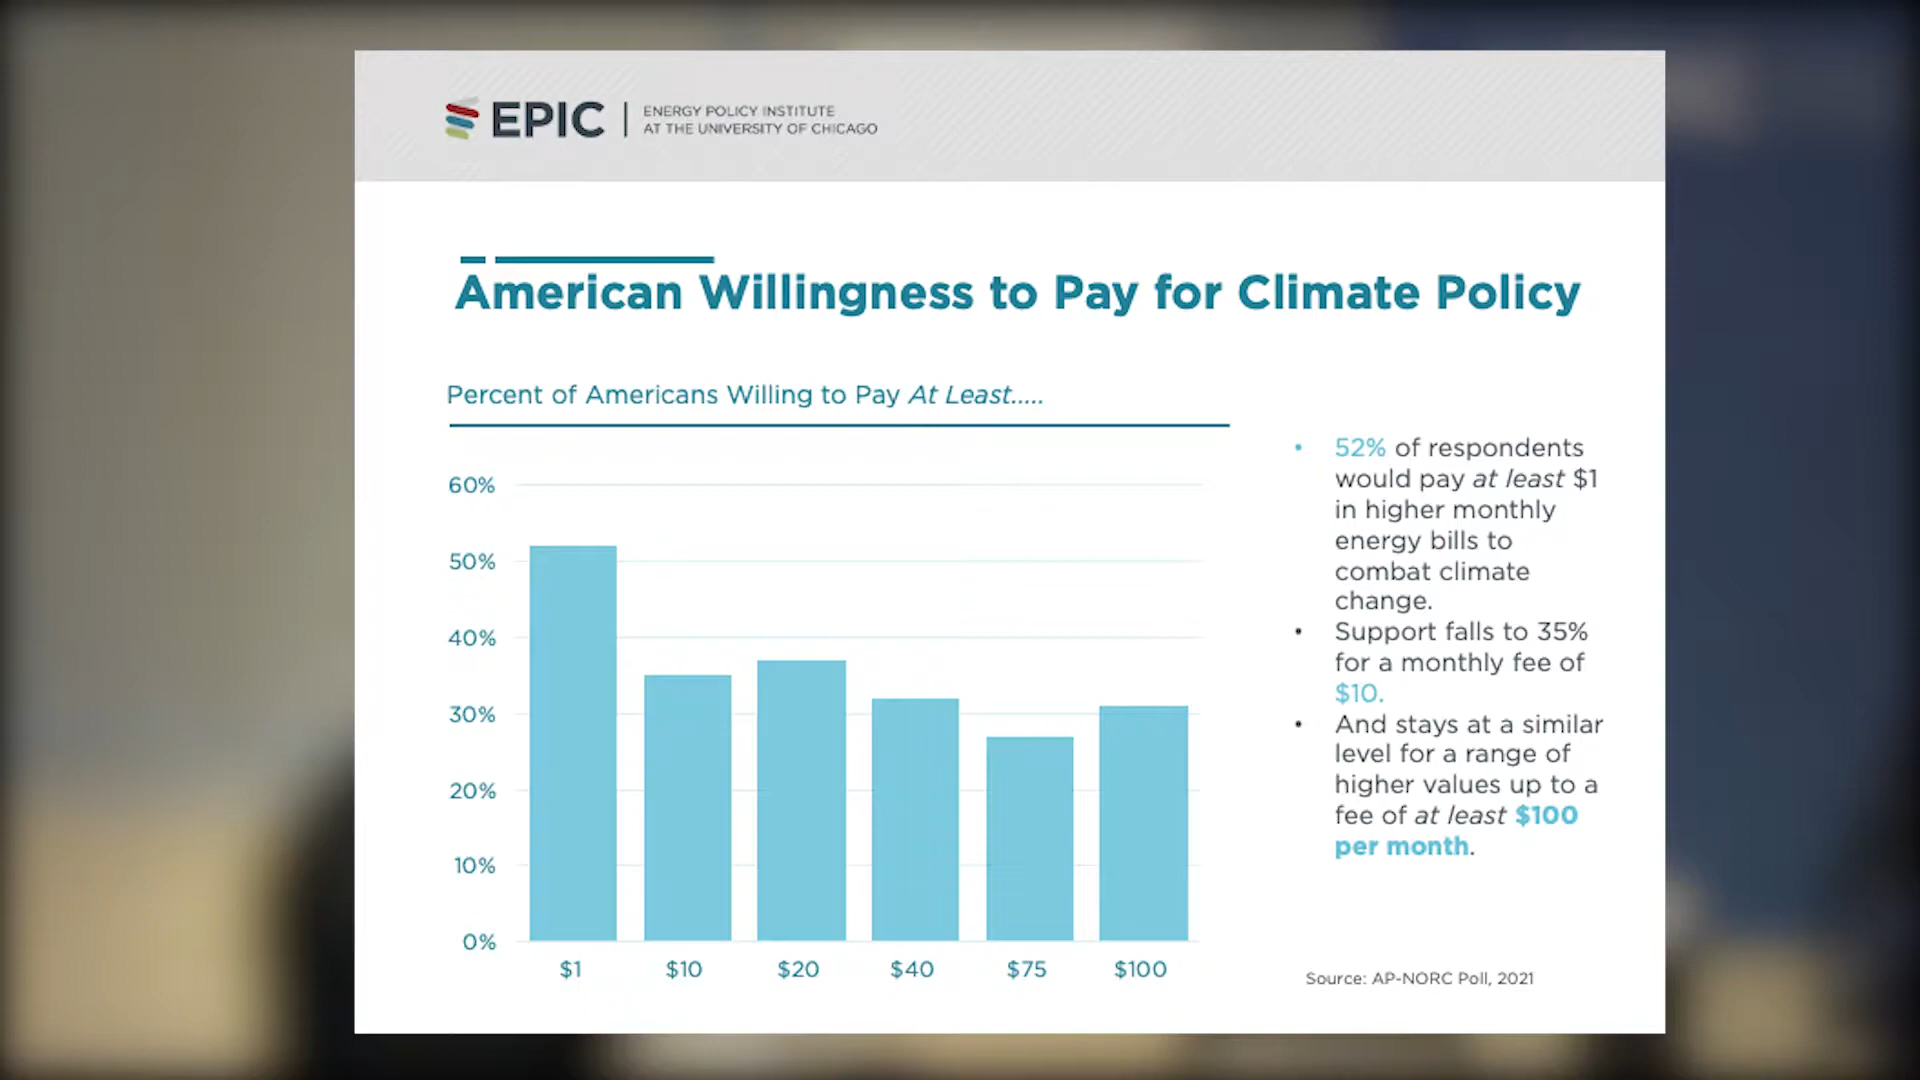 EPIC
ENERGY POLICY INSTITUTE
AT THE UNIVERSITY OF CHICAGO
American Willingness to Pay for Climate Policy
Percent of Americans Willing to Pay At Least.....
60%
50%
40%
30%
20%
10%
0%
$1
$10
$20
$40
$75
$100
• 52% of respondents
would pay at least $1
in higher monthly
energy bills to
combat climate
change.
• Support falls to 35%
for a monthly fee of
$10.
• And stays at a similar
level for a range of
higher values up to a
fee of at least $100
per month.
Source: AP-NORC Poll, 2021